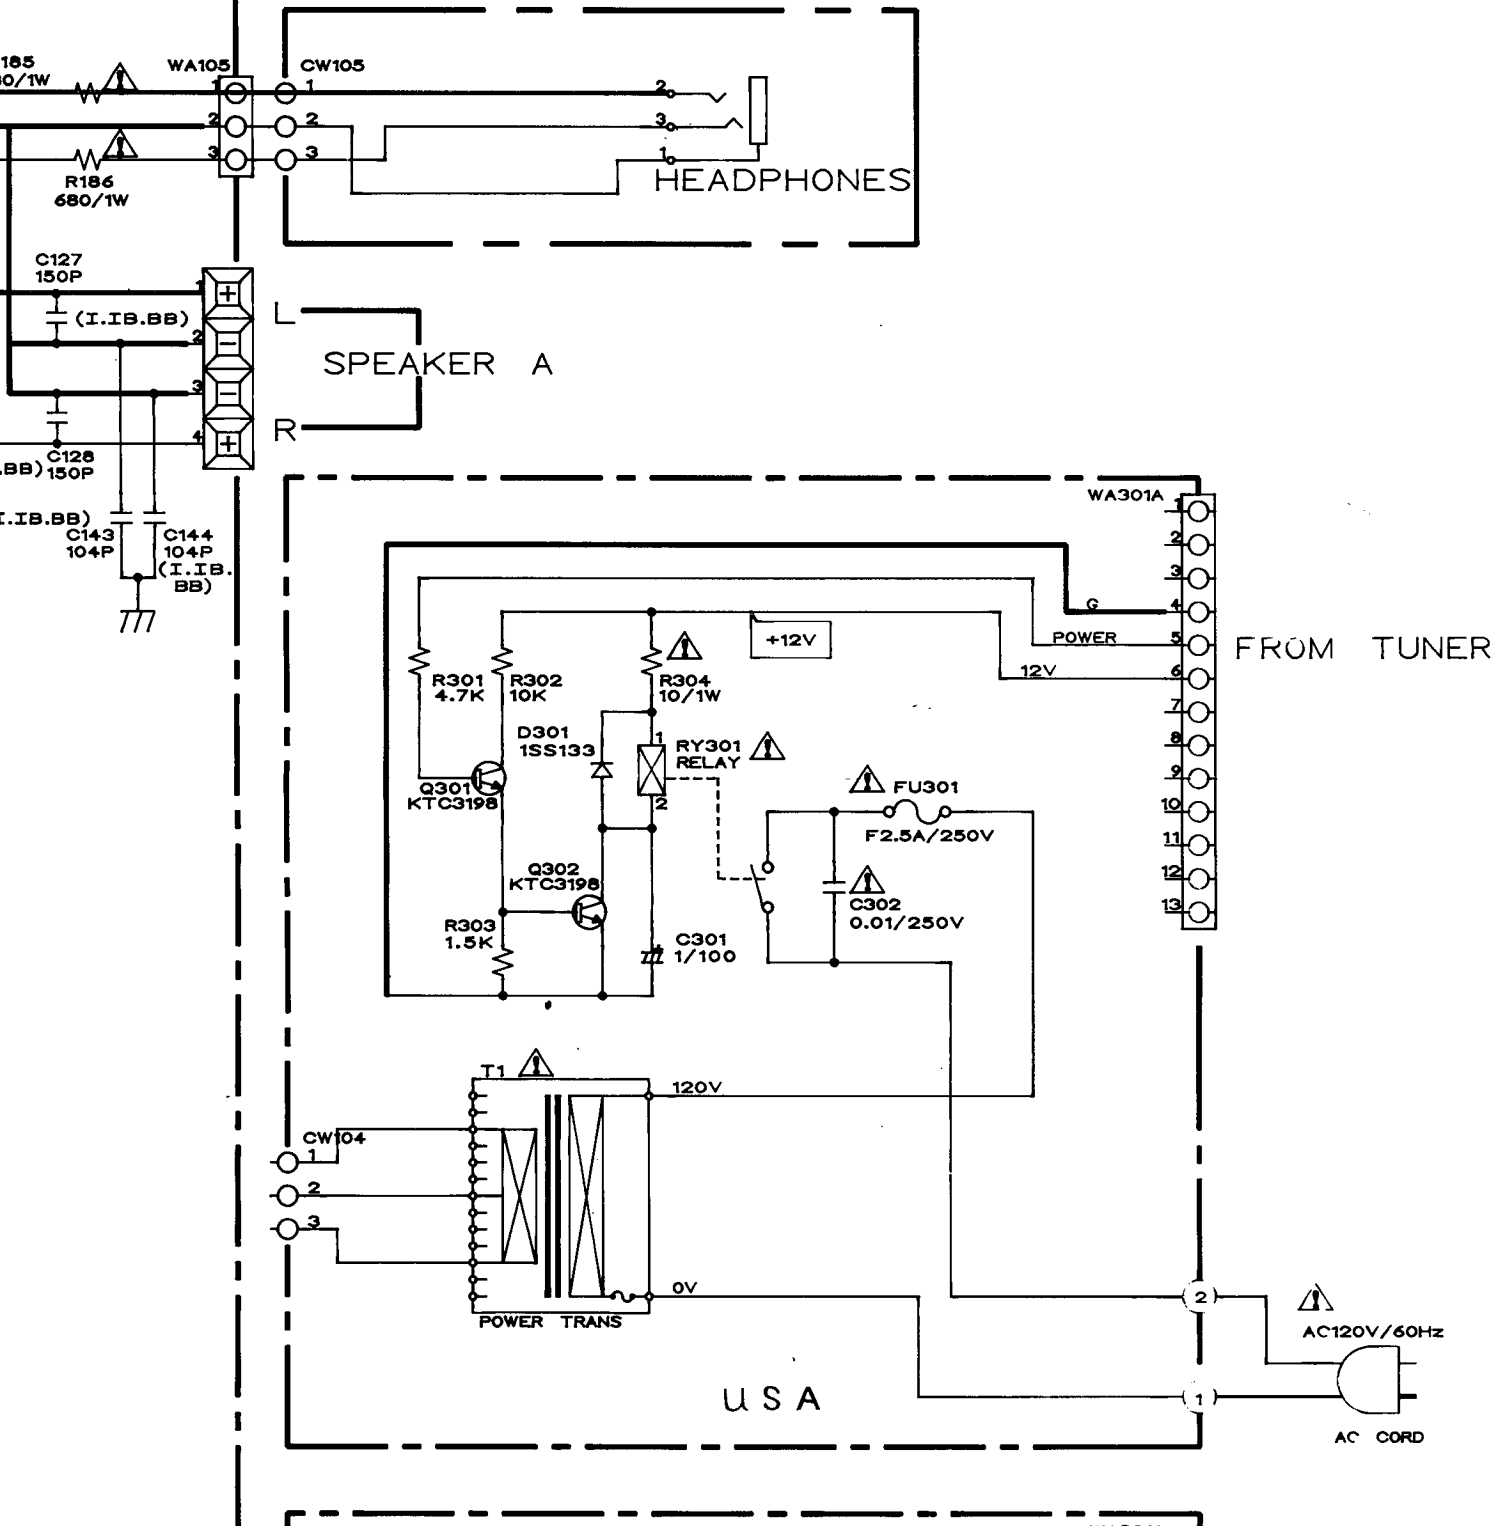 185
0/1W
WA105
CW105
1
1
2
2
2
3
3
3
1
R186
680/1W
HEADPHONES
C127
150P
1
+
L
(I.IB.BB)
2
−
SPEAKER A
3
−
R
4
+
C128
.BB) 150P
I.IB.BB)
C143
104P
C144
104P
(I.IB.
BB)
WA301A
1
2
3
G
4
+12V
POWER
5
FROM TUNER
12V
6
R301
4.7K
R302
10K
R304
10/1W
7
D301
1SS133
1
RY301
RELAY
8
Q301
KTC3198
2
9
FU301
F2.5A/250V
10
11
Q302
KTC3198
12
C302
0.01/250V
13
R303
1.5K
C301
1/100
T1
120V
CW104
1
2
3
0V
POWER TRANS
2
AC120V/60Hz
USA
1
AC CORD